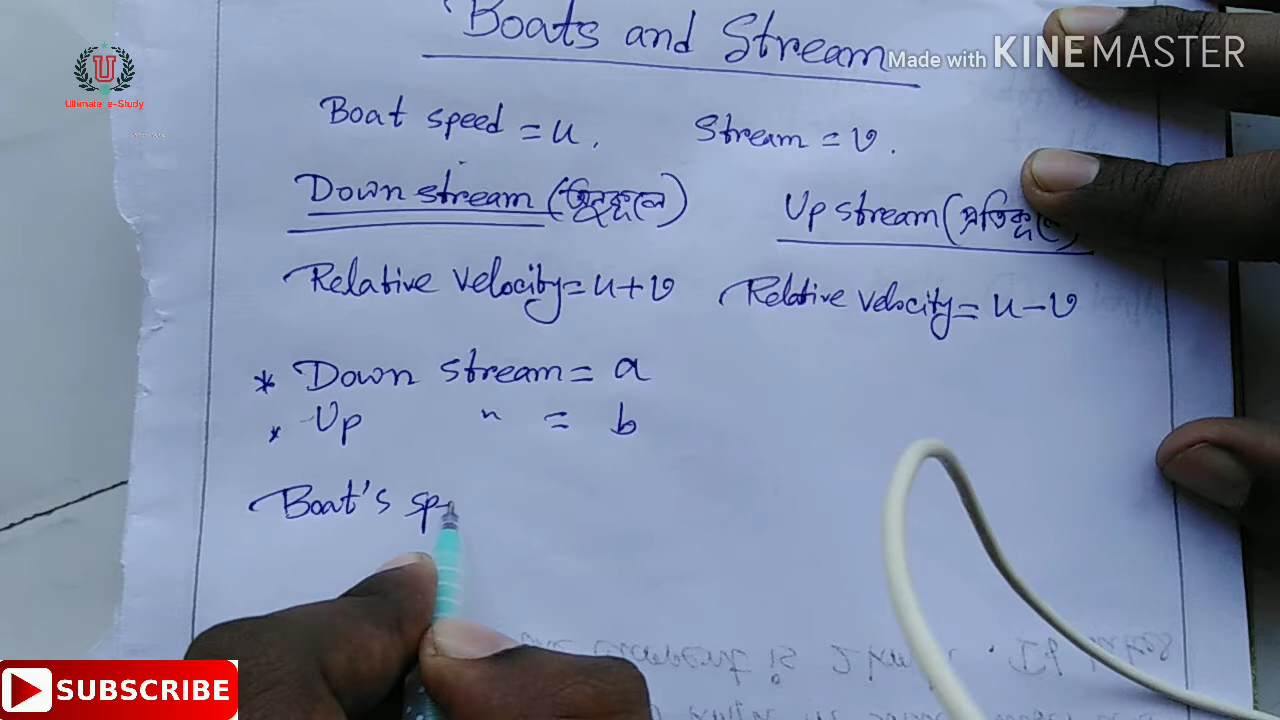 Boats and Stream
Made with KINEMASTER
U
Ultimate e-Study
Boat speed = u, Stream = v.
Down stream (অনুকূলে) Up stream (প্রতিকূলে)
Relative velocity = u+v Relative velocity = u-v
* Down stream = a
* Up " = b
Boat's sp
SUBSCRIBE